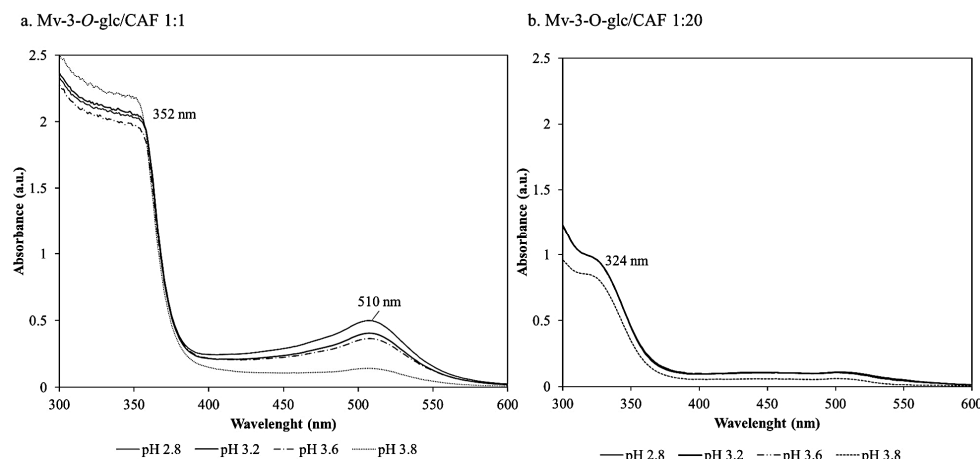 a. Mv-3-O-glc/CAF 1:1
2.5
2
1.5
1
0.5
0
Absorbance (a.u.)
352 nm
510 nm
300 350 400 450 500 550 600
Wavelenght (nm)
pH 2.8 pH 3.2 pH 3.6 pH 3.8
b. Mv-3-O-glc/CAF 1:20
2.5
2
1.5
1
0.5
0
Absorbance (a.u.)
324 nm
300 350 400 450 500 550 600
Wavelenght (nm)
pH 2.8 pH 3.2 pH 3.6 pH 3.8